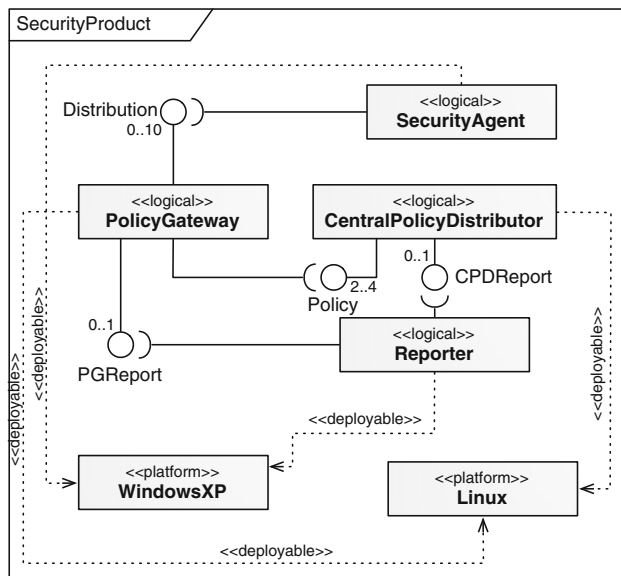 SecurityProduct
<<logical>>
SecurityAgent
Distribution
0..10
<<logical>>
PolicyGateway
<<logical>>
CentralPolicyDistributor
0..1
CPDReport
2..4
Policy
<<logical>>
Reporter
0..1
PGReport
<<deployable>>
<<deployable>>
<<deployable>>
<<deployable>>
<<platform>>
WindowsXP
<<platform>>
Linux
<<deployable>>